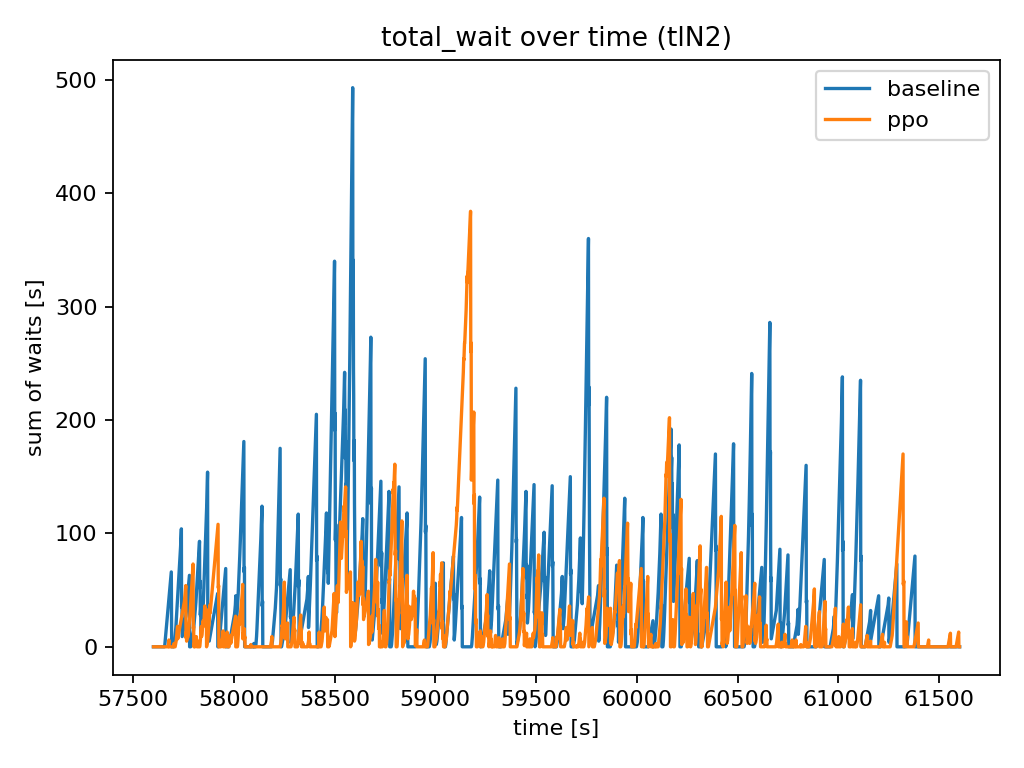 total_wait over time (tlN2)
baseline
ppo
sum of waits [s]
500
400
300
200
100
0
57500 58000 58500 59000 59500 60000 60500 61000 61500
time [s]